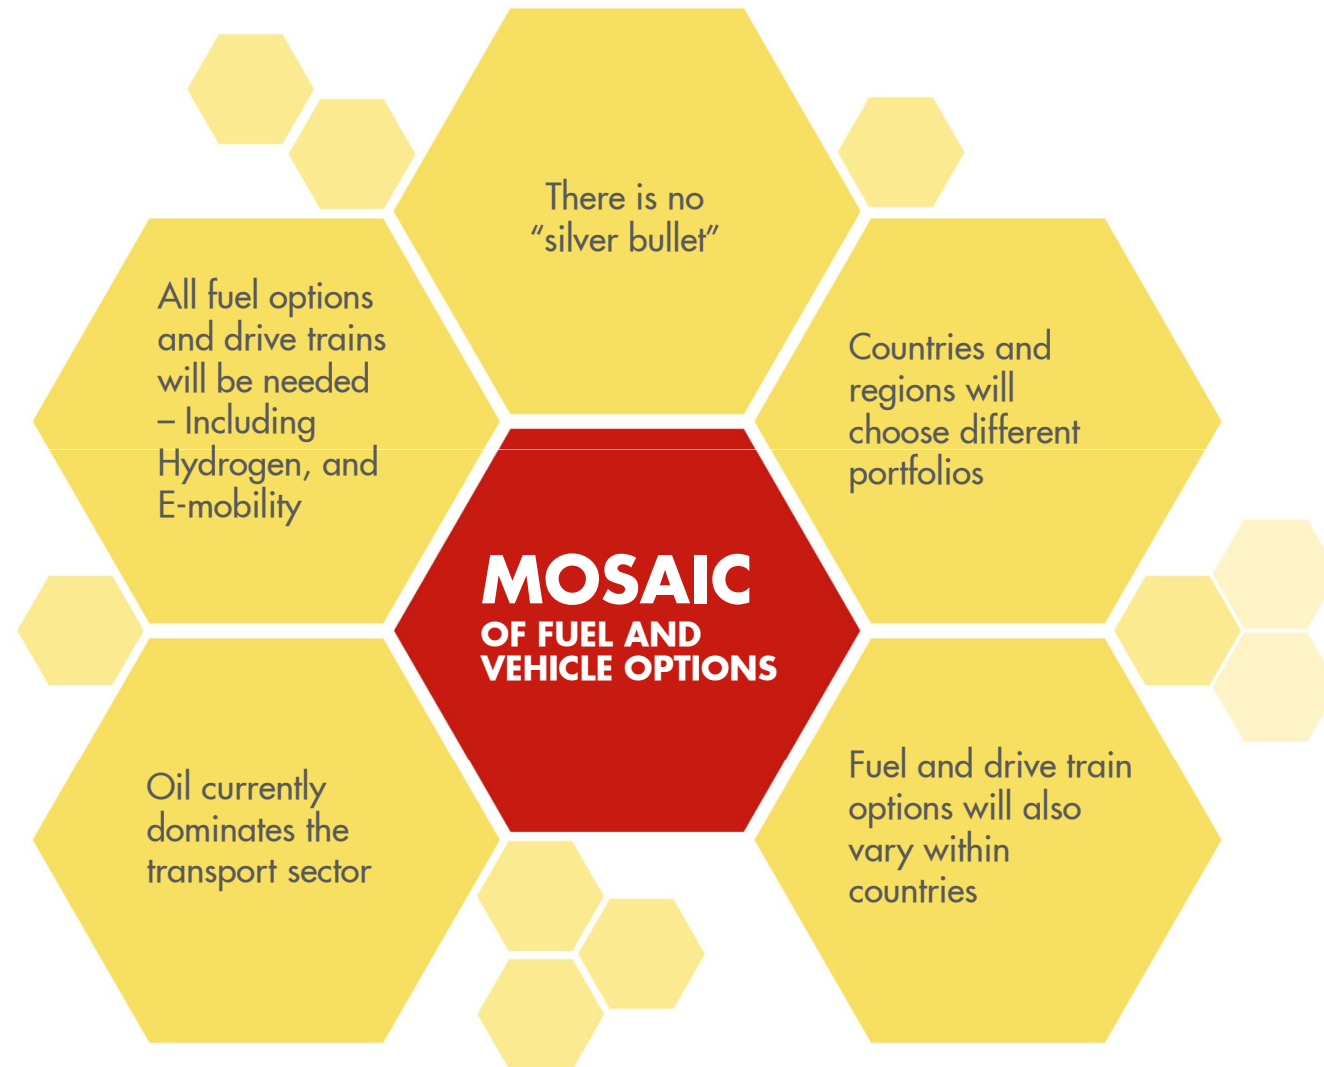 There is no
“silver bullet”
All fuel options
and drive trains
will be needed
– Including
Hydrogen, and
E-mobility
Countries and
regions will
choose different
portfolios
MOSAIC
OF FUEL AND
VEHICLE OPTIONS
Oil currently
dominates the
transport sector
Fuel and drive train
options will also
vary within
countries